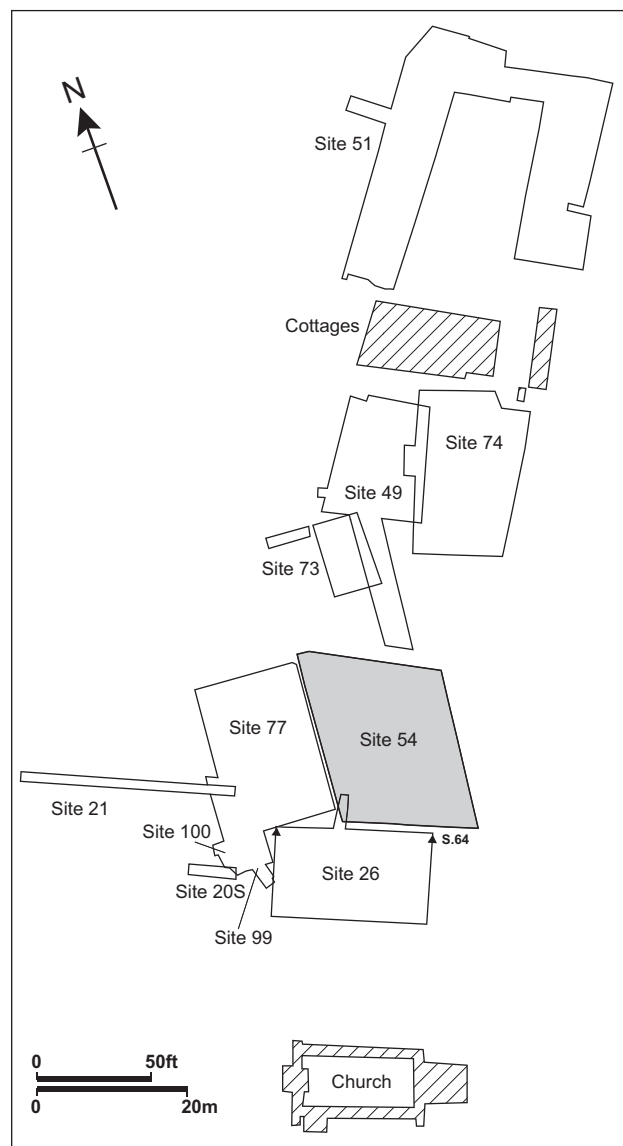 N
Site 51
Cottages
Site 74
Site 49
Site 73
Site 77
Site 54
Site 21
Site 100
S.64
Site 26
Site 20S
Site 99
0 50ft
0 20m
Church